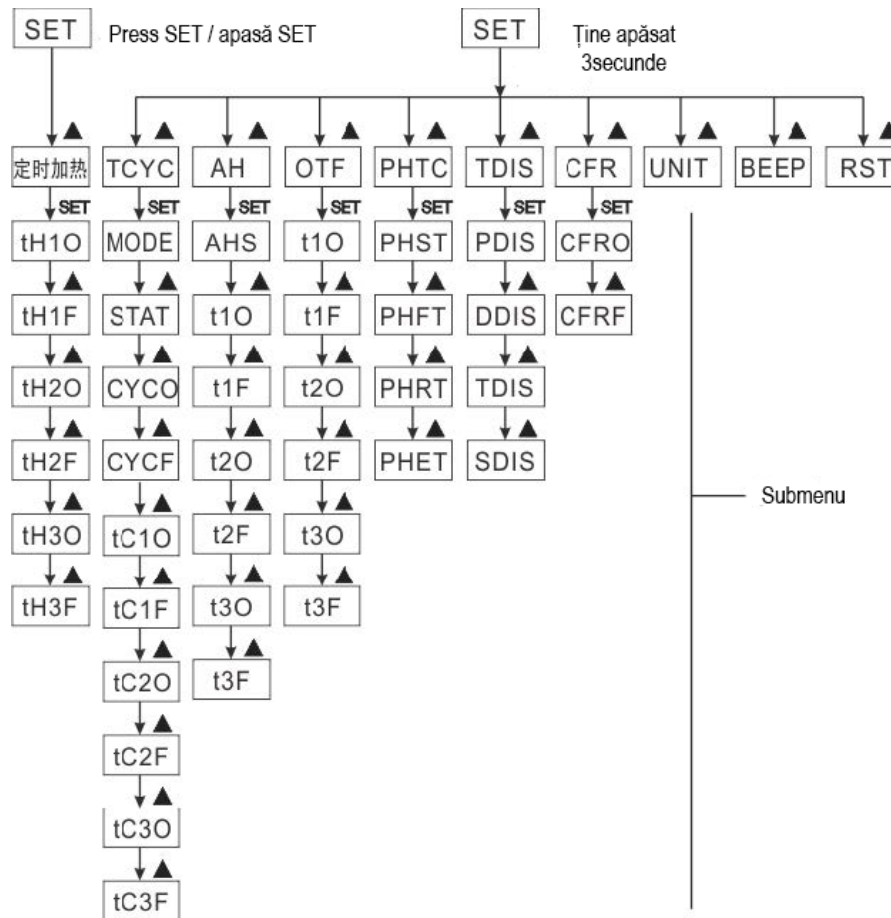 SET
Press SET / apasă SET
SET
Ține apăsat
3secunde
定时加热
TCYC
AH
OTF
PHTC
TDIS
CFR
UNIT
BEEP
RST
SET
SET
SET
SET
SET
SET
SET
tH1O
MODE
AHS
t1O
PHST
PDIS
CFRO
tH1F
STAT
t1O
t1F
PHFT
DDIS
CFRF
tH2O
CYCO
t1F
t2O
PHRT
TDIS
tH2F
CYCF
t2O
t2F
PHET
SDIS
Submenu
tH3O
tC1O
t2F
t3O
tH3F
tC1F
t3O
t3F
tC2O
t3F
tC2F
tC3O
tC3F